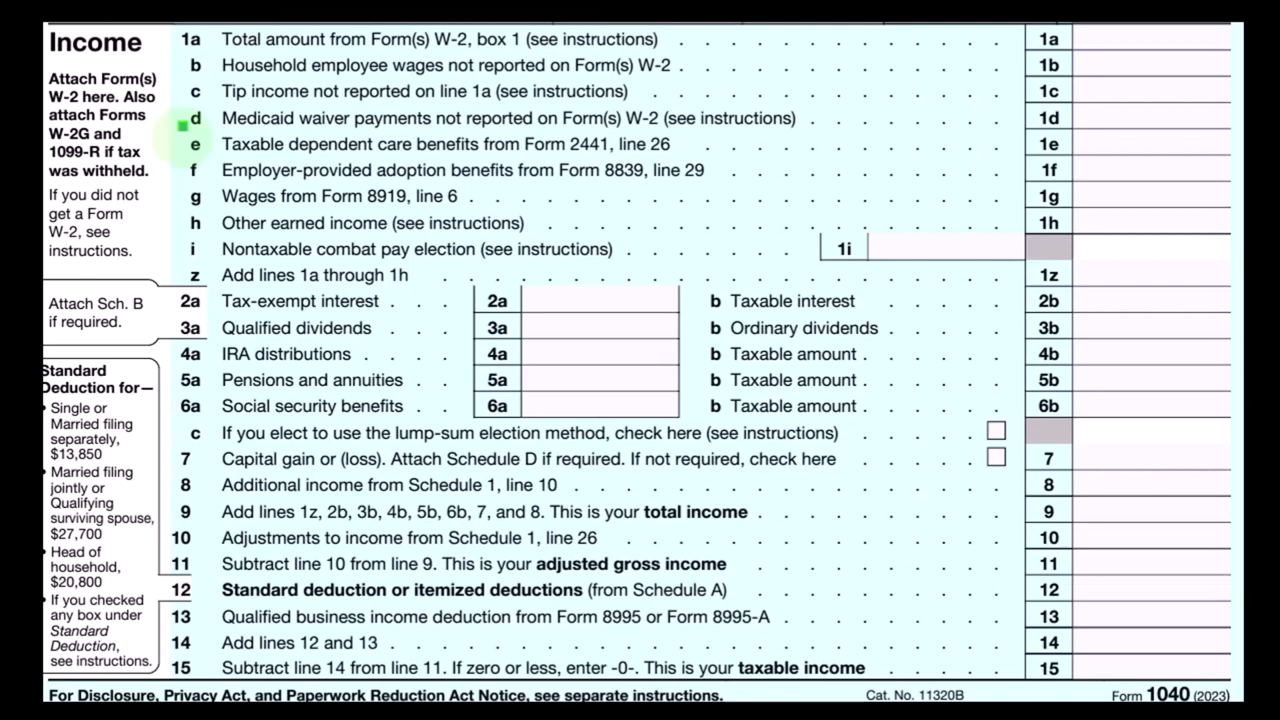 Income
Attach Form(s)
W-2 here. Also
attach Forms
W-2G and
1099-R if tax
was withheld.
If you did not
get a Form
W-2, see
instructions.
1a Total amount from Form(s) W-2, box 1 (see instructions) . . . . . . . . . . . . . 1a
b Household employee wages not reported on Form(s) W-2 . . . . . . . . . . . . . 1b
c Tip income not reported on line 1a (see instructions) . . . . . . . . . . . . . . 1c
d Medicaid waiver payments not reported on Form(s) W-2 (see instructions) . . . . . . . . 1d
e Taxable dependent care benefits from Form 2441, line 26 . . . . . . . . . . . . . 1e
f Employer-provided adoption benefits from Form 8839, line 29 . . . . . . . . . . . . 1f
g Wages from Form 8919, line 6 . . . . . . . . . . . . . . . . . . . . . 1g
h Other earned income (see instructions) . . . . . . . . . . . . . . . . . . 1h
i Nontaxable combat pay election (see instructions) . . . . . . . 1i
z Add lines 1a through 1h . . . . . . . . . . . . . . . . . . . . . . 1z
Attach Sch. B
if required.
2a Tax-exempt interest . . . 2a b Taxable interest . . . . . 2b
3a Qualified dividends . . . 3a b Ordinary dividends . . . . . 3b
4a IRA distributions . . . . 4a b Taxable amount . . . . . . 4b
5a Pensions and annuities . . 5a b Taxable amount . . . . . . 5b
6a Social security benefits . . 6a b Taxable amount . . . . . . 6b
c If you elect to use the lump-sum election method, check here (see instructions) . . . . .
7 Capital gain or (loss). Attach Schedule D if required. If not required, check here . . . . . 7
8 Additional income from Schedule 1, line 10 . . . . . . . . . . . . . . . . . 8
9 Add lines 1z, 2b, 3b, 4b, 5b, 6b, 7, and 8. This is your total income . . . . . . . . . . 9
10 Adjustments to income from Schedule 1, line 26 . . . . . . . . . . . . . . . 10
11 Subtract line 10 from line 9. This is your adjusted gross income . . . . . . . . . . 11
12 Standard deduction or itemized deductions (from Schedule A) . . . . . . . . . . 12
13 Qualified business income deduction from Form 8995 or Form 8995-A . . . . . . . . . 13
14 Add lines 12 and 13 . . . . . . . . . . . . . . . . . . . . . . . . 14
15 Subtract line 14 from line 11. If zero or less, enter -0-. This is your taxable income . . . . . 15
Standard
Deduction for—
• Single or
Married filing
separately,
$13,850
• Married filing
jointly or
Qualifying
surviving spouse,
$27,700
• Head of
household,
$20,800
• If you checked
any box under
Standard
Deduction,
see instructions.
For Disclosure, Privacy Act, and Paperwork Reduction Act Notice, see separate instructions. Cat. No. 11320B Form 1040 (2023)